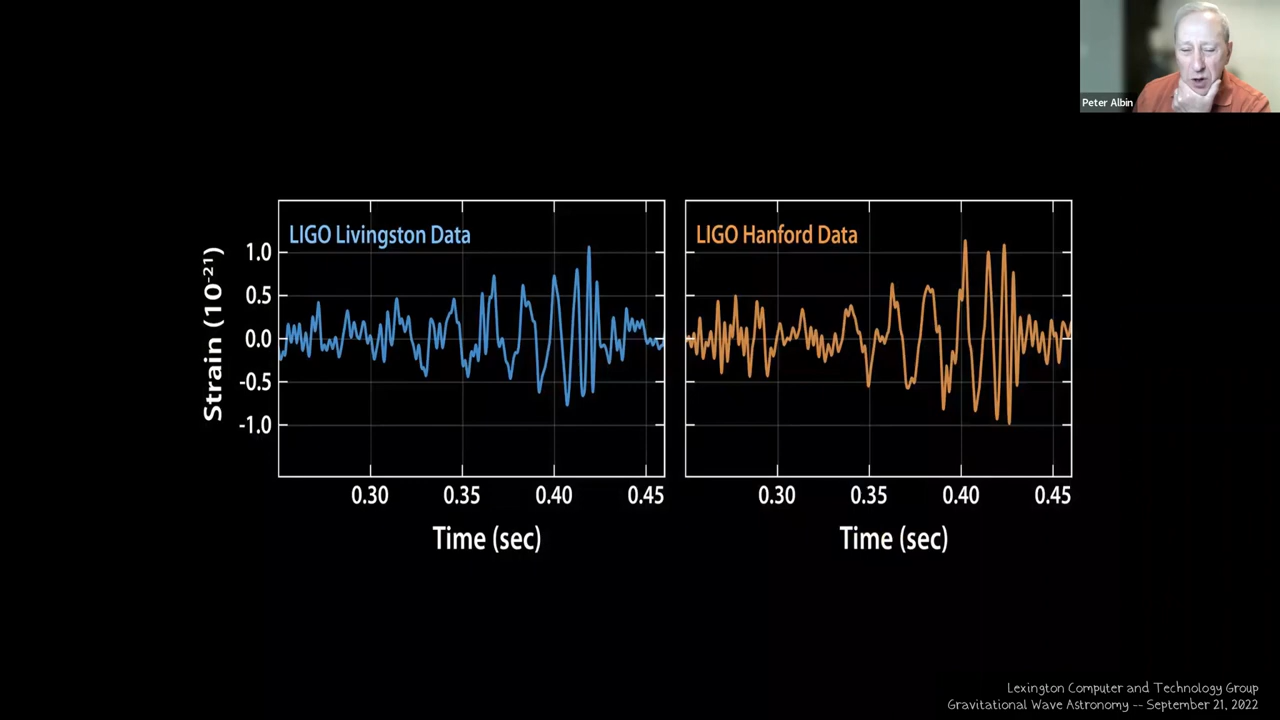 Peter Albin
LIGO Livingston Data
LIGO Hanford Data
Strain (10⁻²¹)
1.0
0.5
0.0
-0.5
-1.0
0.30 0.35 0.40 0.45
0.30 0.35 0.40 0.45
Time (sec)
Time (sec)
Lexington Computer and Technology Group
Gravitational Wave Astronomy -- September 21, 2022